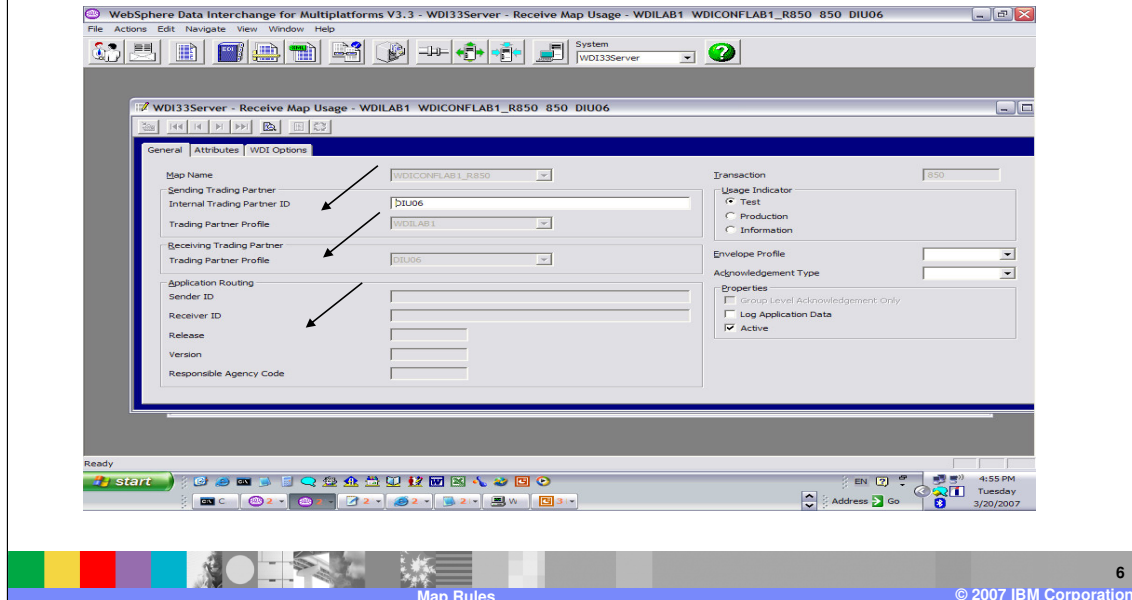 WebSphere Data Interchange for Multiplatforms V3.3 - WDI33Server - Receive Map Usage - WDILAB1 WDICONFLAB1_R850 850 DIU06
File Actions Edit Navigate View Window Help
System
WDI33Server
WDI33Server - Receive Map Usage - WDILAB1 WDICONFLAB1_R850 850 DIU06
General Attributes WDI Options
Map Name WDICONFLAB1_R850 Transaction 850
Sending Trading Partner Usage Indicator
Internal Trading Partner ID DIU06 Test
Trading Partner Profile WDILAB1 Production
Information
Receiving Trading Partner
Trading Partner Profile DIU06 Envelope Profile
Acknowledgement Type
Application Routing Properties
Sender ID Group Level Acknowledgement Only
Receiver ID Log Application Data
Release Active
Version
Responsible Agency Code
Ready
start EN 4:55 PM
C 2 2 2 2 W 3 Address Go Tuesday
3/20/2007
6
Map Rules © 2007 IBM Corporation